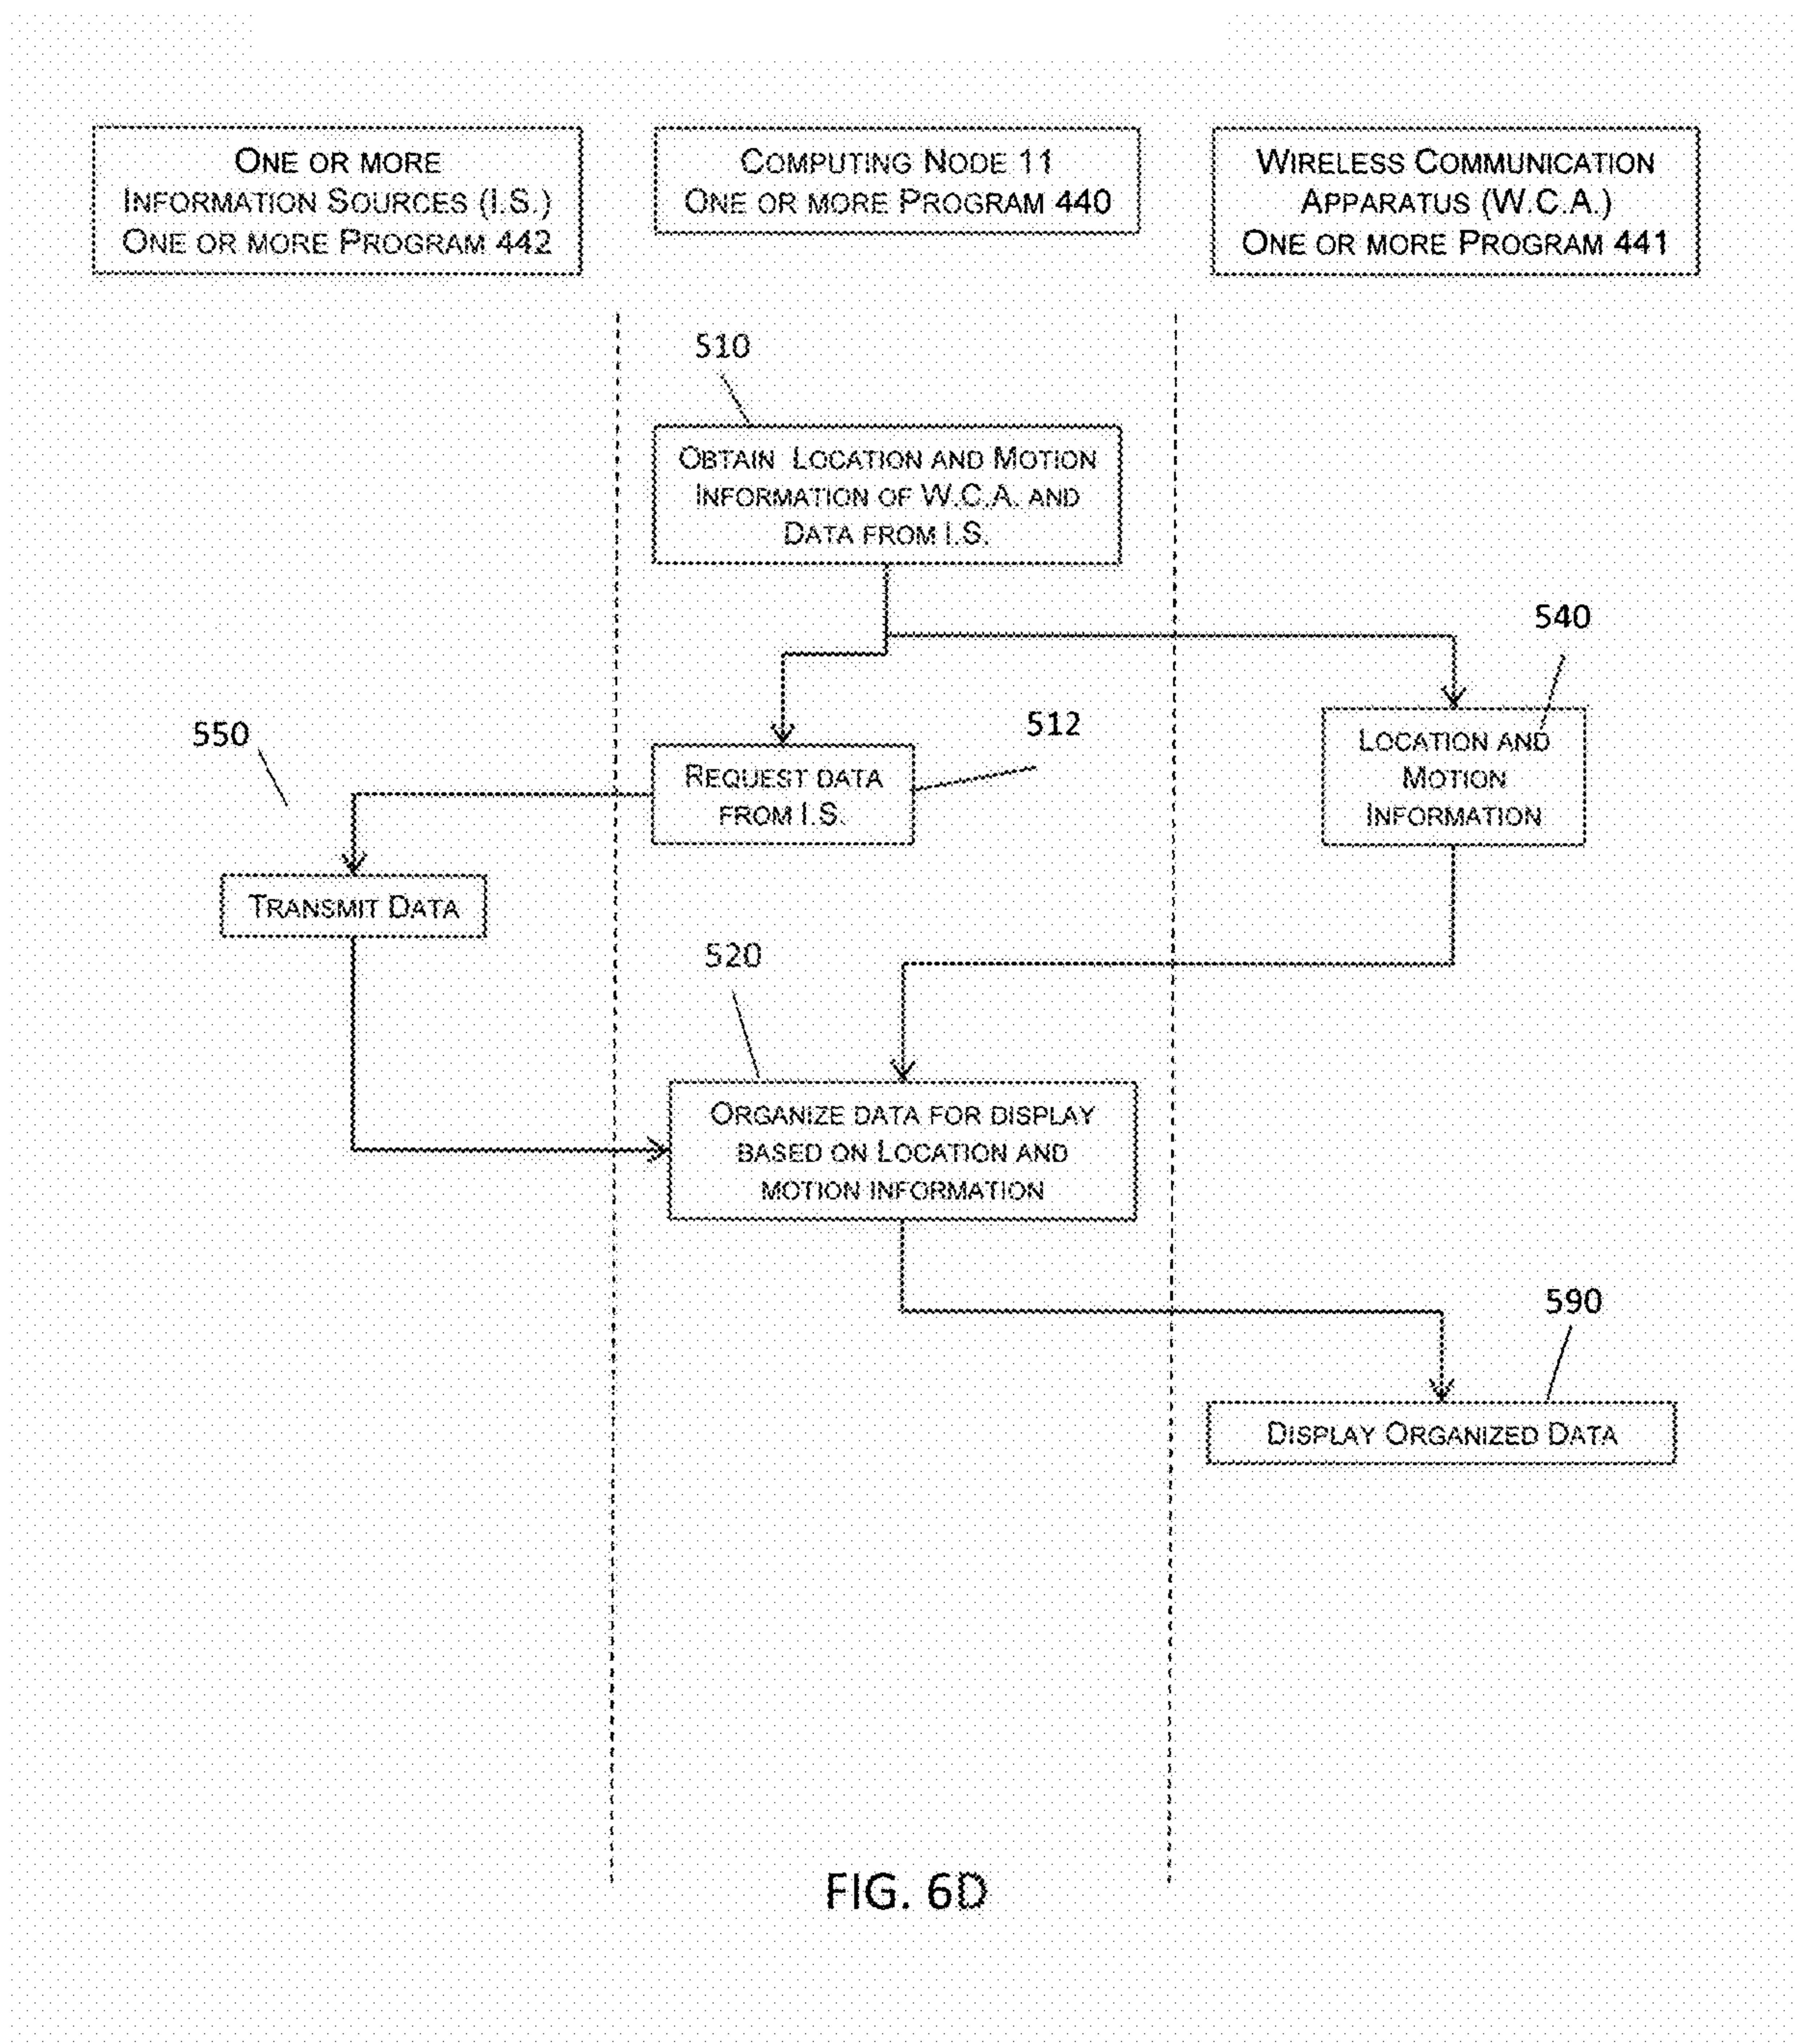 ONE OR MORE
INFORMATION SOURCES (I.S.)
ONE OR MORE PROGRAM 442
COMPUTING NODE 11
ONE OR MORE PROGRAM 440
WIRELESS COMMUNICATION
APPARATUS (W.C.A.)
ONE OR MORE PROGRAM 441
510
OBTAIN LOCATION AND MOTION
INFORMATION OF W.C.A. AND
DATA FROM I.S.
540
512
550
LOCATION AND
MOTION
INFORMATION
REQUEST DATA
FROM I.S.
TRANSMIT DATA
520
ORGANIZE DATA FOR DISPLAY
BASED ON LOCATION AND
MOTION INFORMATION
590
DISPLAY ORGANIZED DATA
FIG. 6D